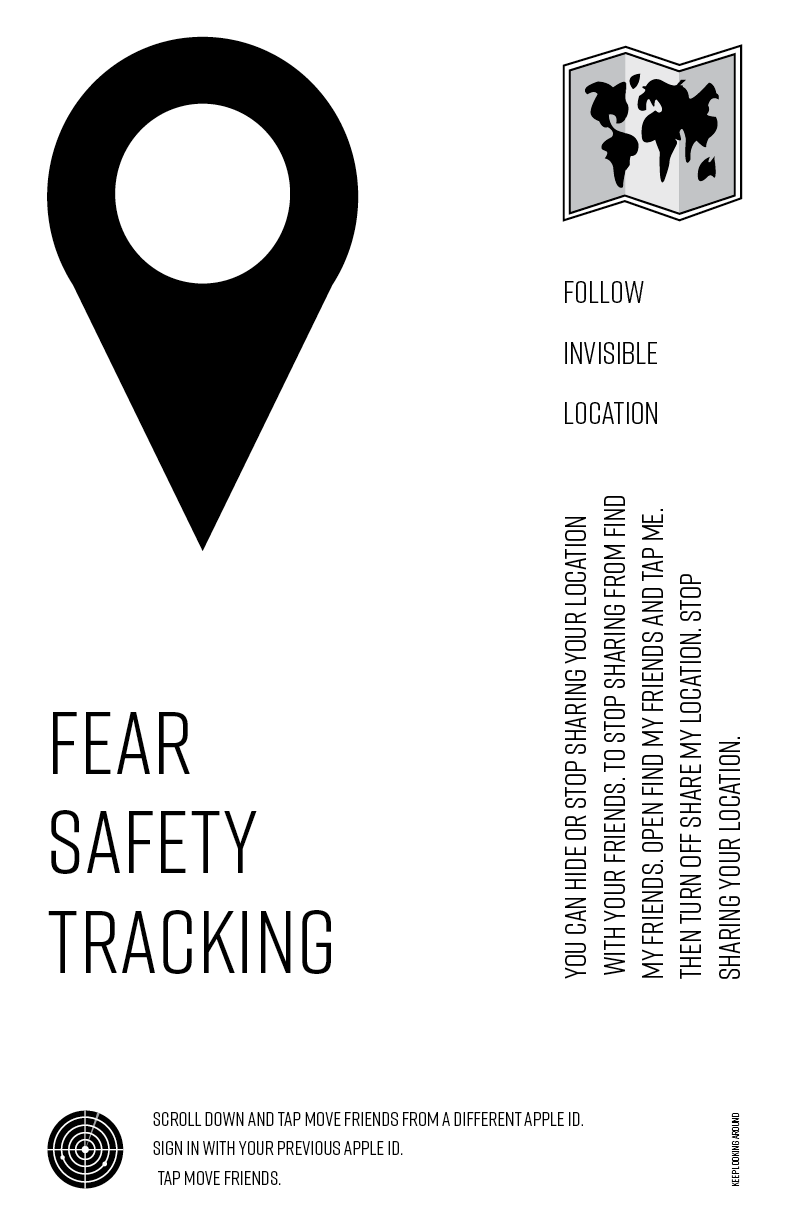 FOLLOW
INVISIBLE
LOCATION
YOU CAN HIDE OR STOP SHARING YOUR LOCATION
WITH YOUR FRIENDS. TO STOP SHARING FROM FIND
MY FRIENDS. OPEN FIND MY FRIENDS AND TAP ME.
THEN TURN OFF SHARE MY LOCATION. STOP
SHARING YOUR LOCATION.
FEAR
SAFETY
TRACKING
SCROLL DOWN AND TAP MOVE FRIENDS FROM A DIFFERENT APPLE ID.
SIGN IN WITH YOUR PREVIOUS APPLE ID.
TAP MOVE FRIENDS.
KEEP LOOKING AROUND